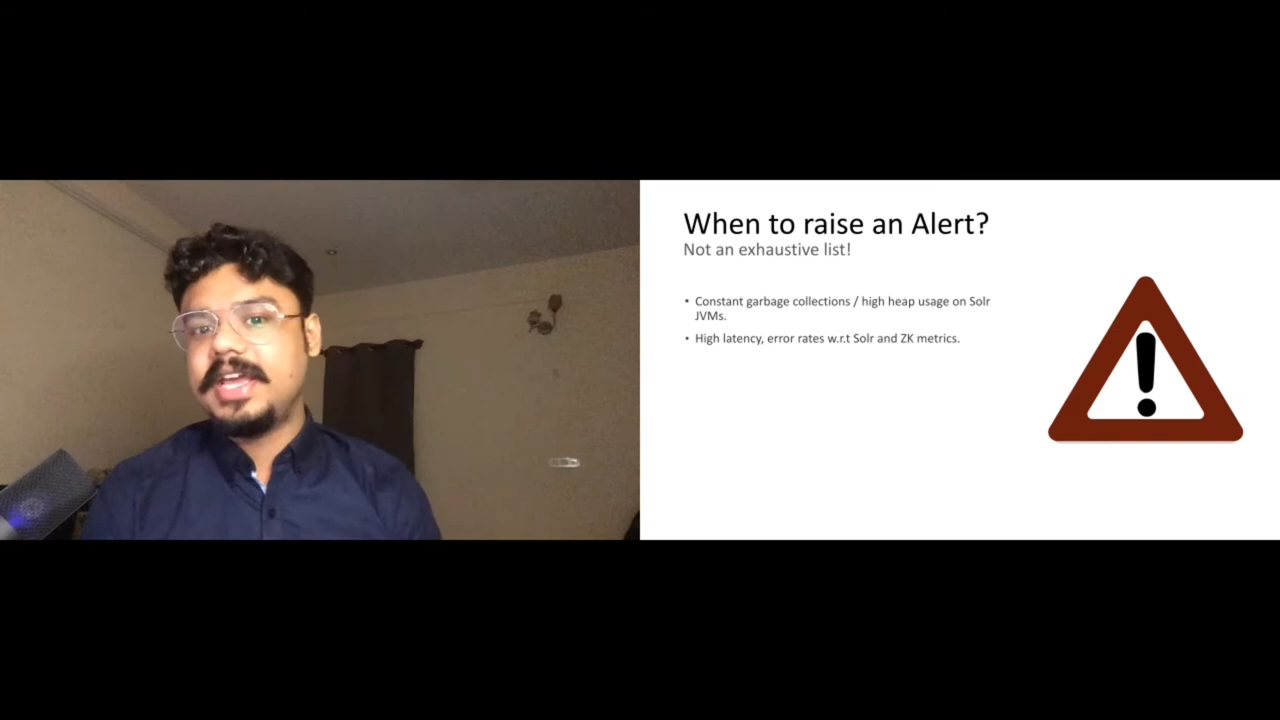 When to raise an Alert?
Not an exhaustive list!
• Constant garbage collections / high heap usage on Solr
JVMs.
• High latency, error rates w.r.t Solr and ZK metrics.